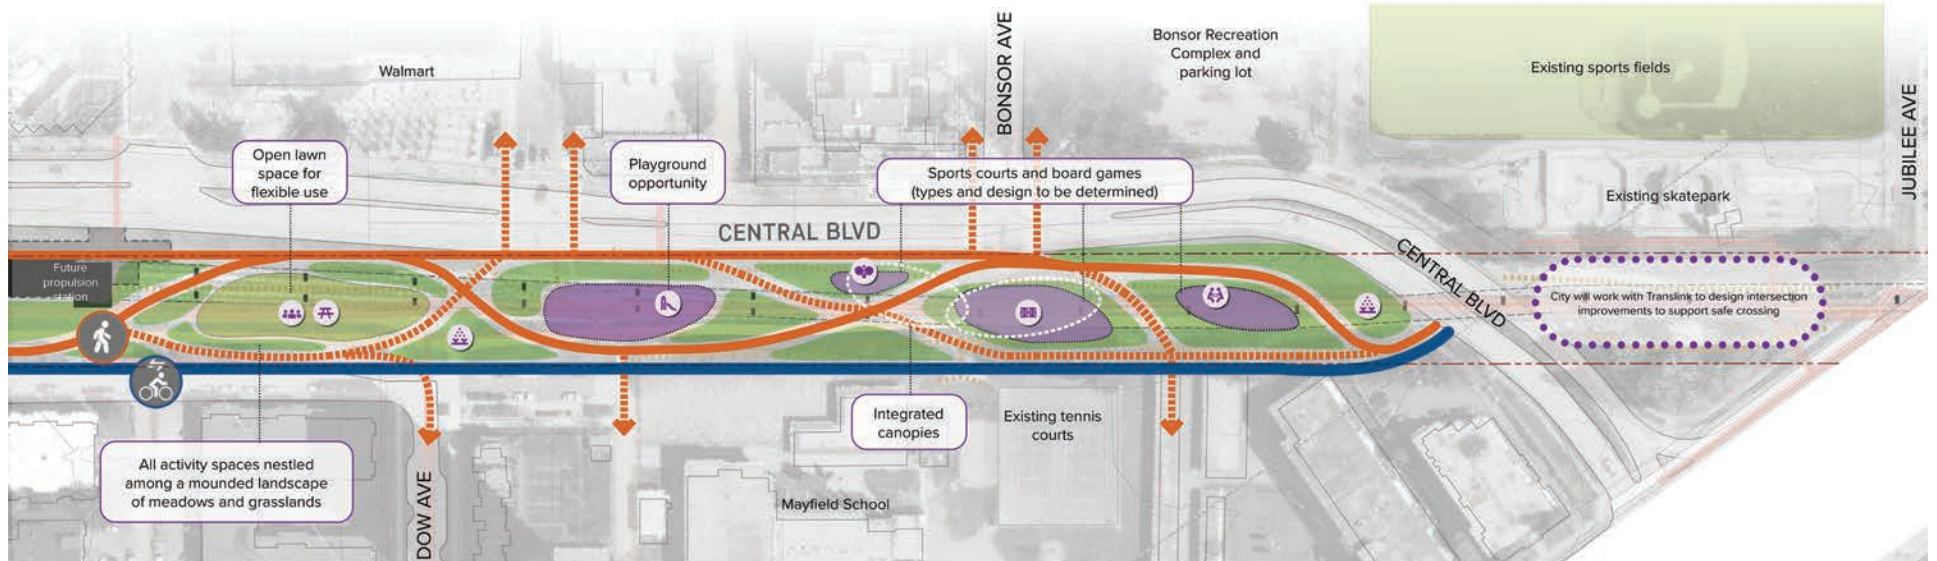 Walmart
BONSOR AVE
Bonsor Recreation
Complex and
parking lot
Existing sports fields
JUBILEE AVE
Open lawn
space for
flexible use
Playground
opportunity
Sports courts and board games
(types and design to be determined)
Existing skatepark
CENTRAL BLVD
CENTRAL BLVD
Future
propulsion
station
City will work with Translink to design intersection
improvements to support safe crossing
Integrated
canopies
Existing tennis
courts
All activity spaces nestled
among a mounded landscape
of meadows and grasslands
DOW AVE
Mayfield School